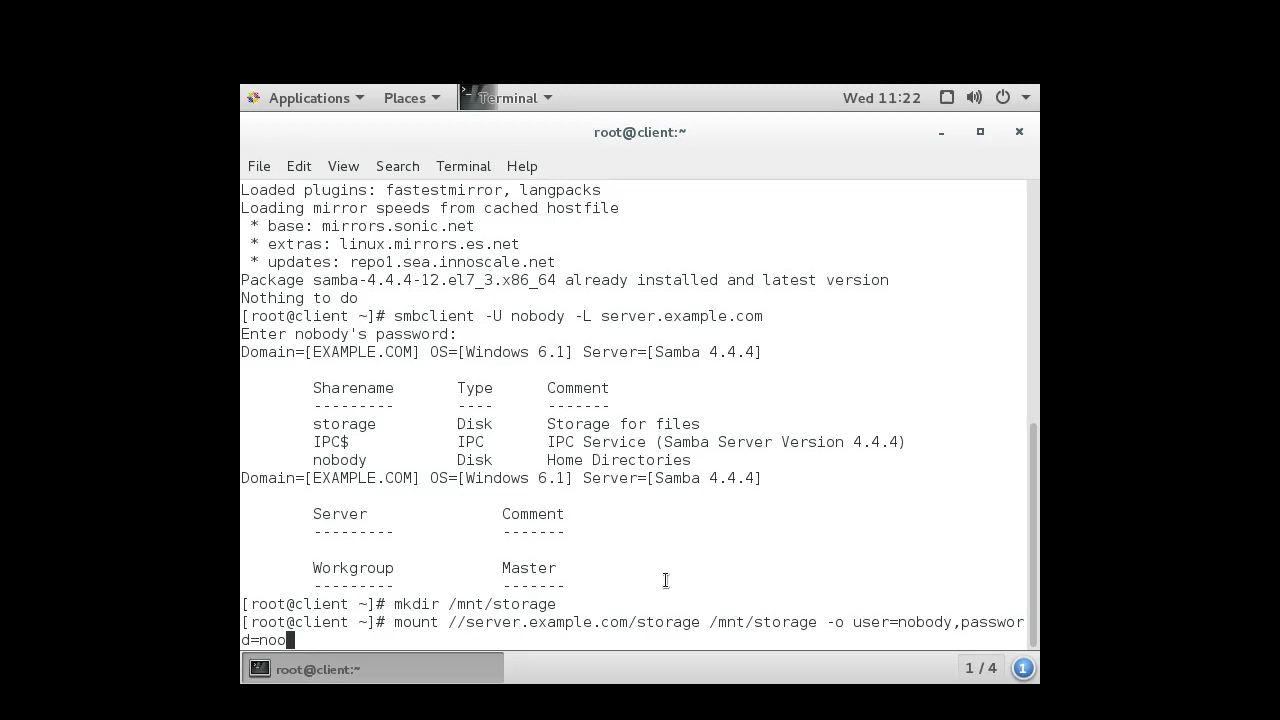 Applications Places Terminal Wed 11:22
root@client:~
File Edit View Search Terminal Help
Loaded plugins: fastestmirror, langpacks
Loading mirror speeds from cached hostfile
* base: mirrors.sonic.net
* extras: linux.mirrors.es.net
* updates: repo1.sea.innoscale.net
Package samba-4.4.4-12.el7_3.x86_64 already installed and latest version
Nothing to do
[root@client ~]# smbclient -U nobody -L server.example.com
Enter nobody's password:
Domain=[EXAMPLE.COM] OS=[Windows 6.1] Server=[Samba 4.4.4]
Sharename Type Comment
--------- ---- -------
storage Disk Storage for files
IPC$ IPC IPC Service (Samba Server Version 4.4.4)
nobody Disk Home Directories
Domain=[EXAMPLE.COM] OS=[Windows 6.1] Server=[Samba 4.4.4]
Server Comment
--------- -------
Workgroup Master
--------- -------
[root@client ~]# mkdir /mnt/storage
[root@client ~]# mount //server.example.com/storage /mnt/storage -o user=nobody,passwor
d=noo
root@client:~ 1 / 4 1